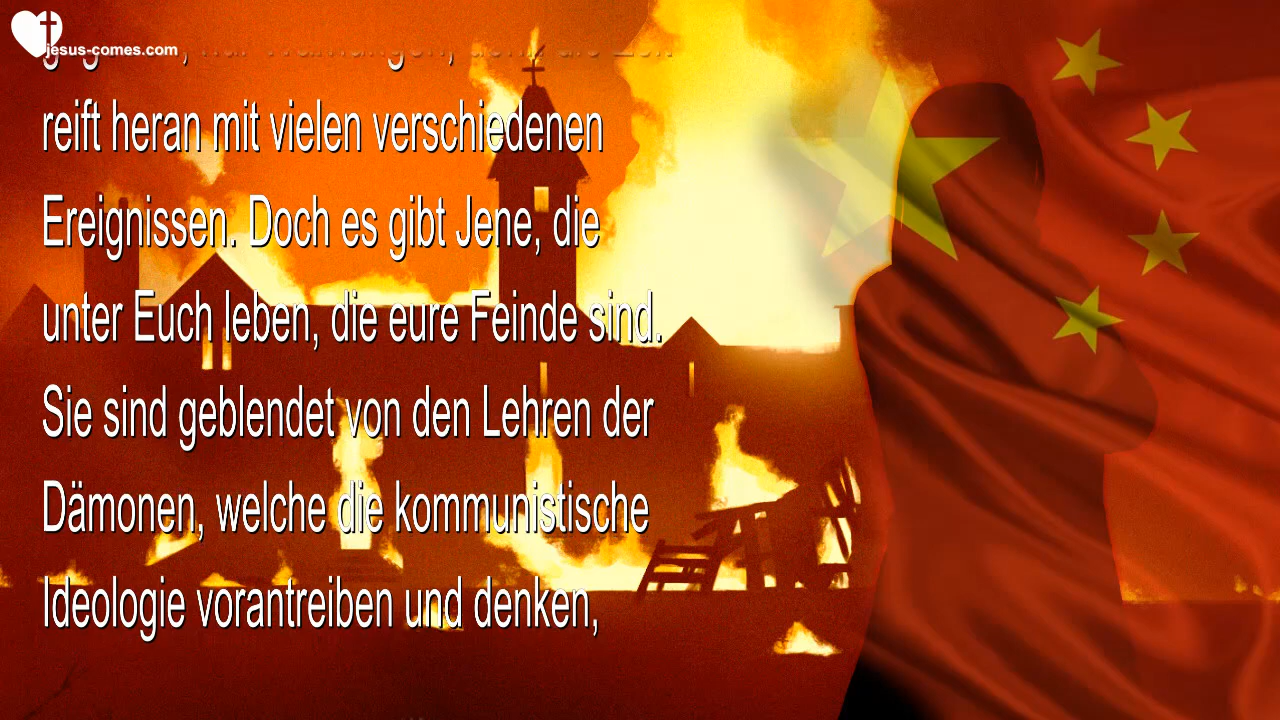 jesus-comes.com
reift heran mit vielen verschiedenen
Ereignissen. Doch es gibt Jene, die
unter Euch leben, die eure Feinde sind.
Sie sind geblendet von den Lehren der
Dämonen, welche die kommunistische
Ideologie vorantreiben und denken,